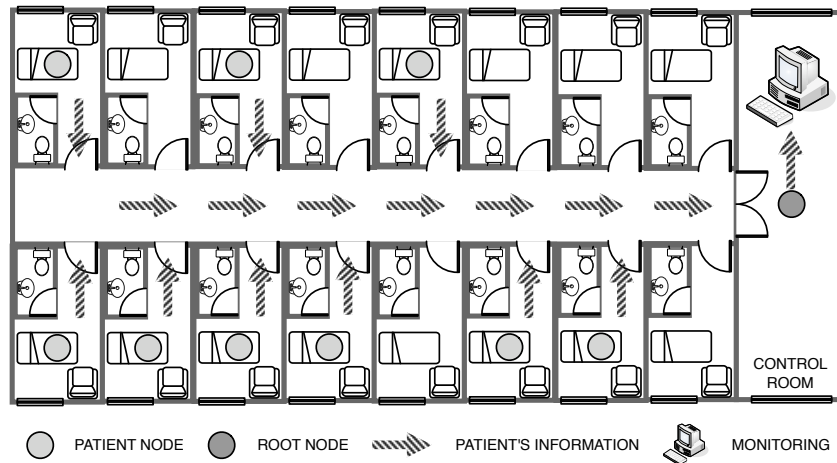 CONTROL
ROOM
PATIENT NODE
ROOT NODE
PATIENT'S INFORMATION
MONITORING